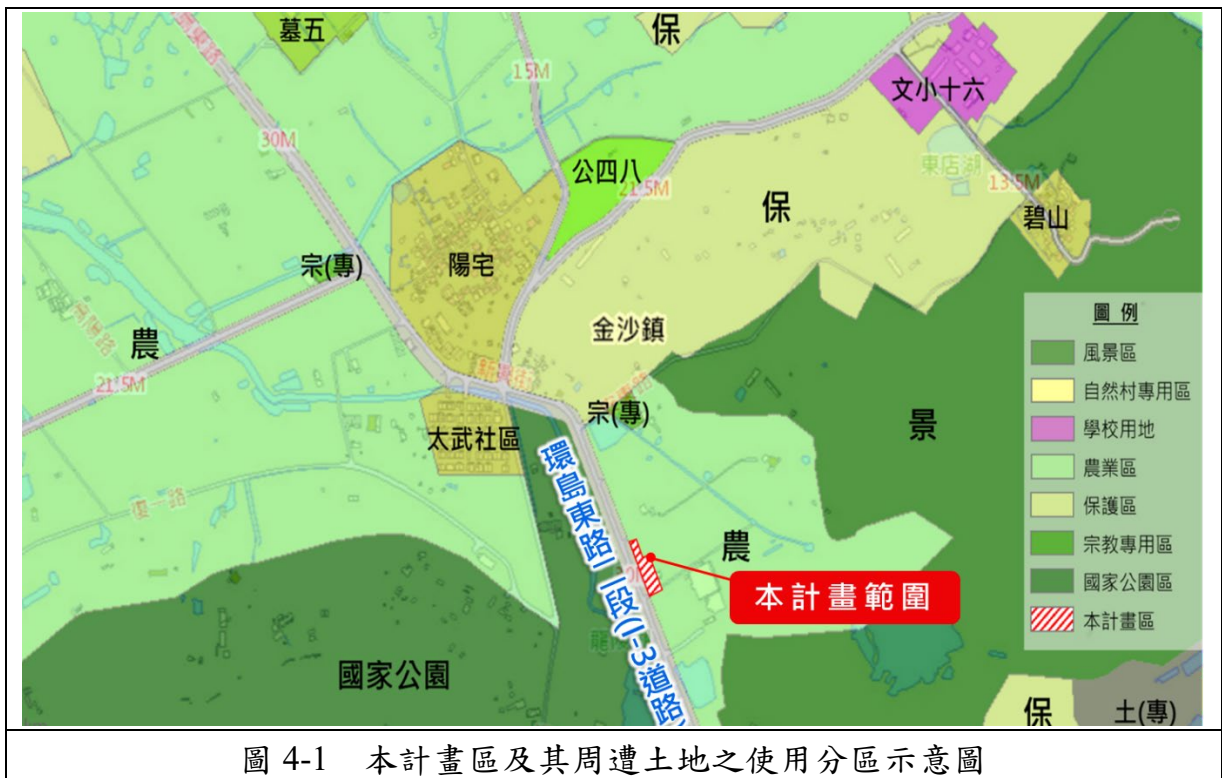 墓五
保
15M
文小十六
30M
公四八
21.5M
東店湖
13.5M
保
碧山
宗(專)
陽宅
農
金沙鎮
21.5M
新興街
宗(專)
太武社區
景
復一路
環島東路二段(I-3道路)
農
本計畫範圍
國家公園
保
土(專)
圖例
風景區
自然村專用區
學校用地
農業區
保護區
宗教專用區
國家公園區
本計畫區
圖 4-1 本計畫區及其周遭土地之使用分區示意圖